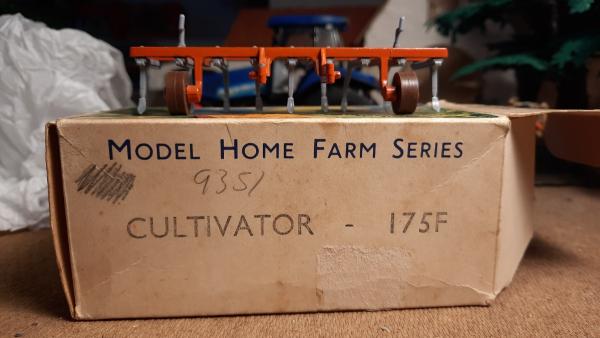 MODEL HOME FARM SERIES
9351
CULTIVATOR - 175F